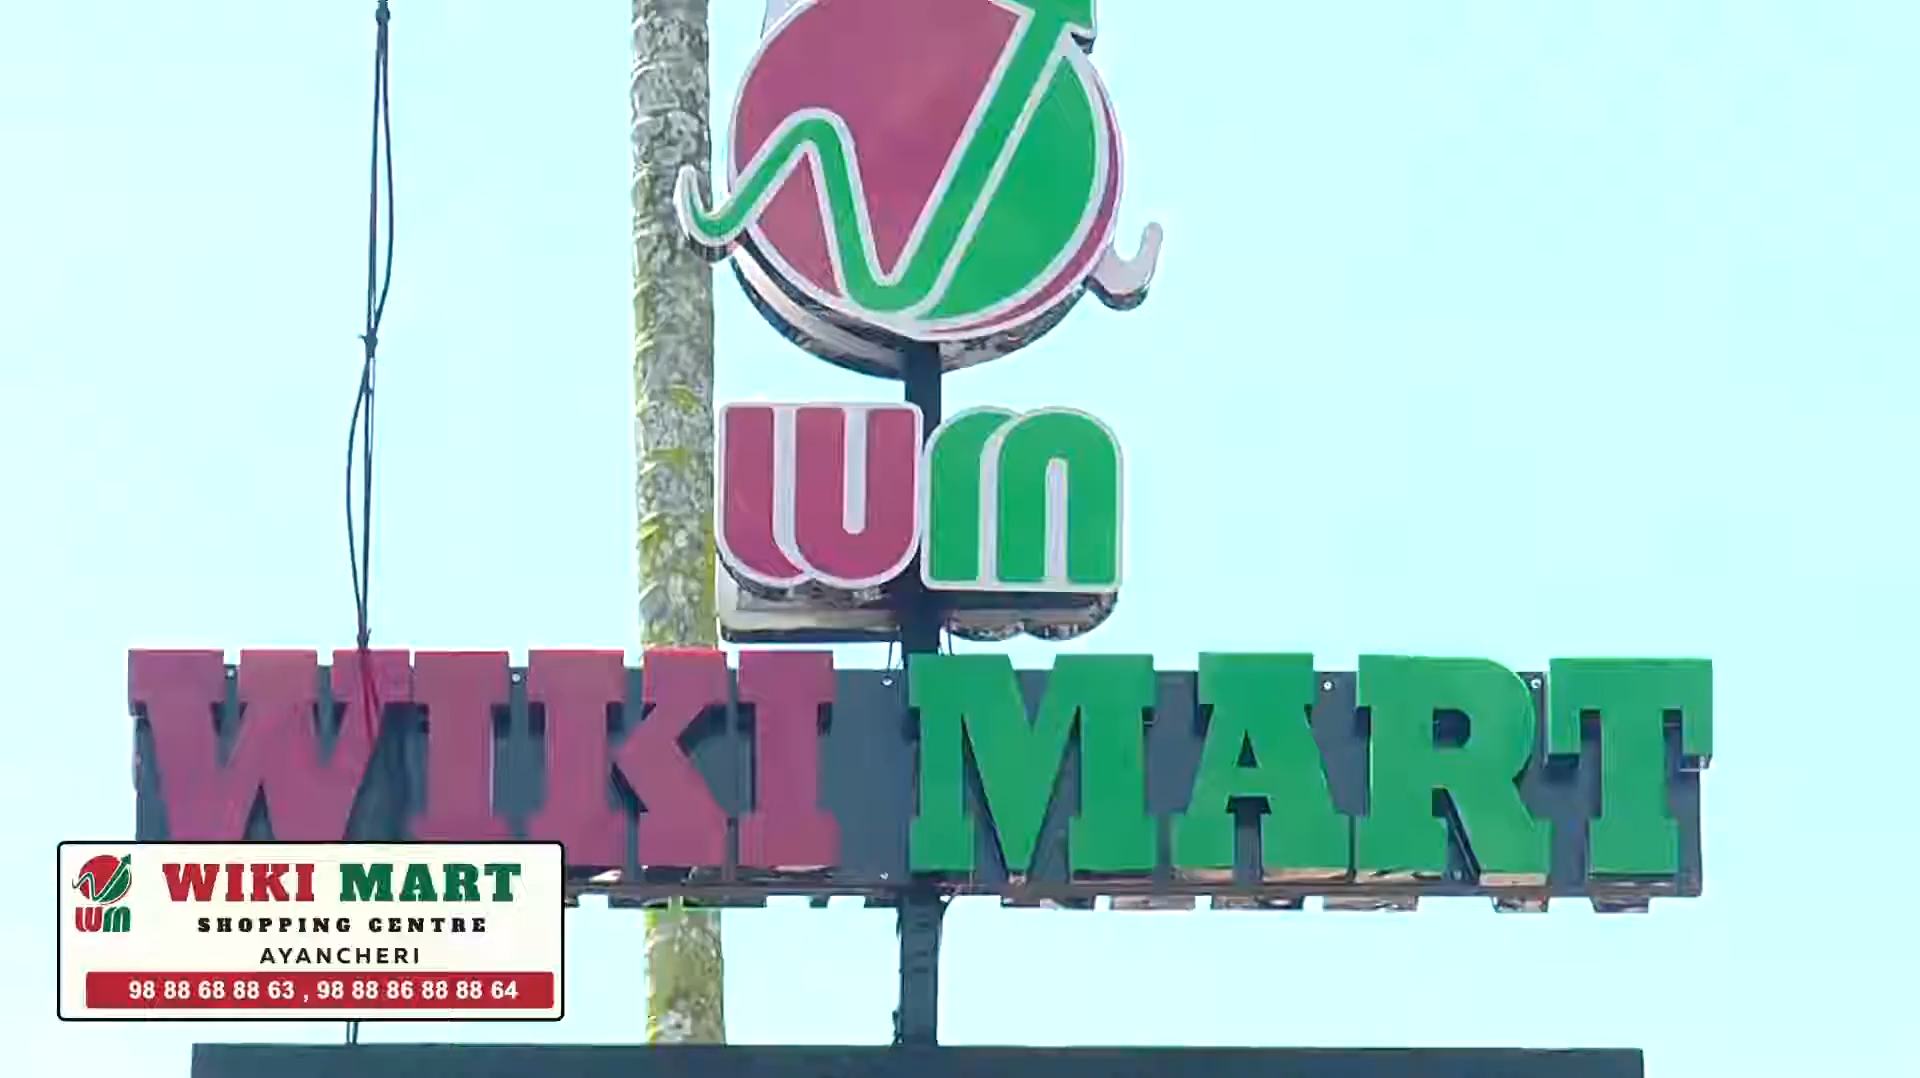 WM
WIKI MART
WM
WIKI MART
SHOPPING CENTRE
AYANCHERI
98 88 68 88 63 , 98 88 86 88 88 64